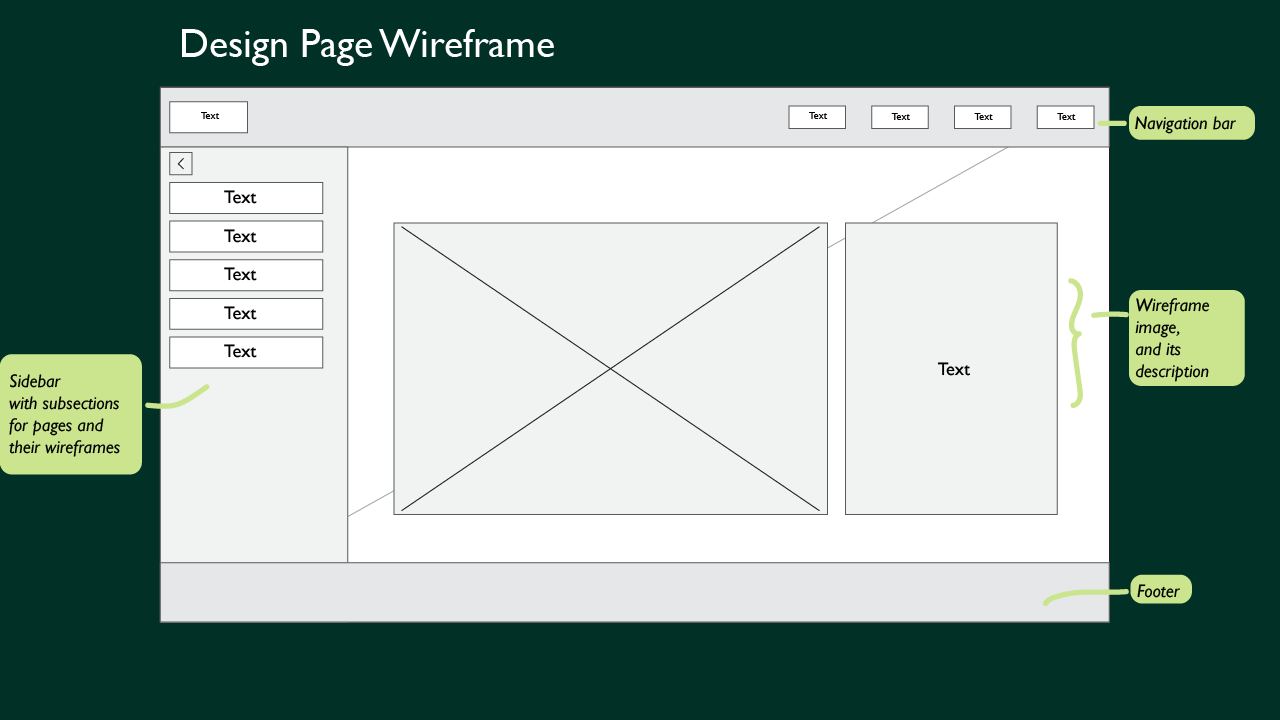 Design Page Wireframe
Text
Text
Text
Text
Text
Navigation bar
Text
Text
Text
Text
Text
Sidebar
with subsections
for pages and
their wireframes
Text
Wireframe
image,
and its
description
Footer